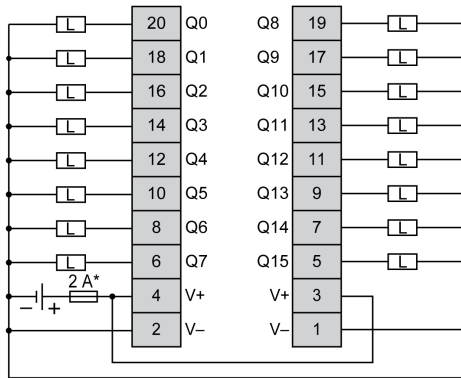 L 20 Q0 Q8 19 L
L 18 Q1 Q9 17 L
L 16 Q2 Q10 15 L
L 14 Q3 Q11 13 L
L 12 Q4 Q12 11 L
L 10 Q5 Q13 9 L
L 8 Q6 Q14 7 L
L 6 Q7 Q15 5 L
2 A*
– + 4 V+ V+ 3
2 V– V– 1